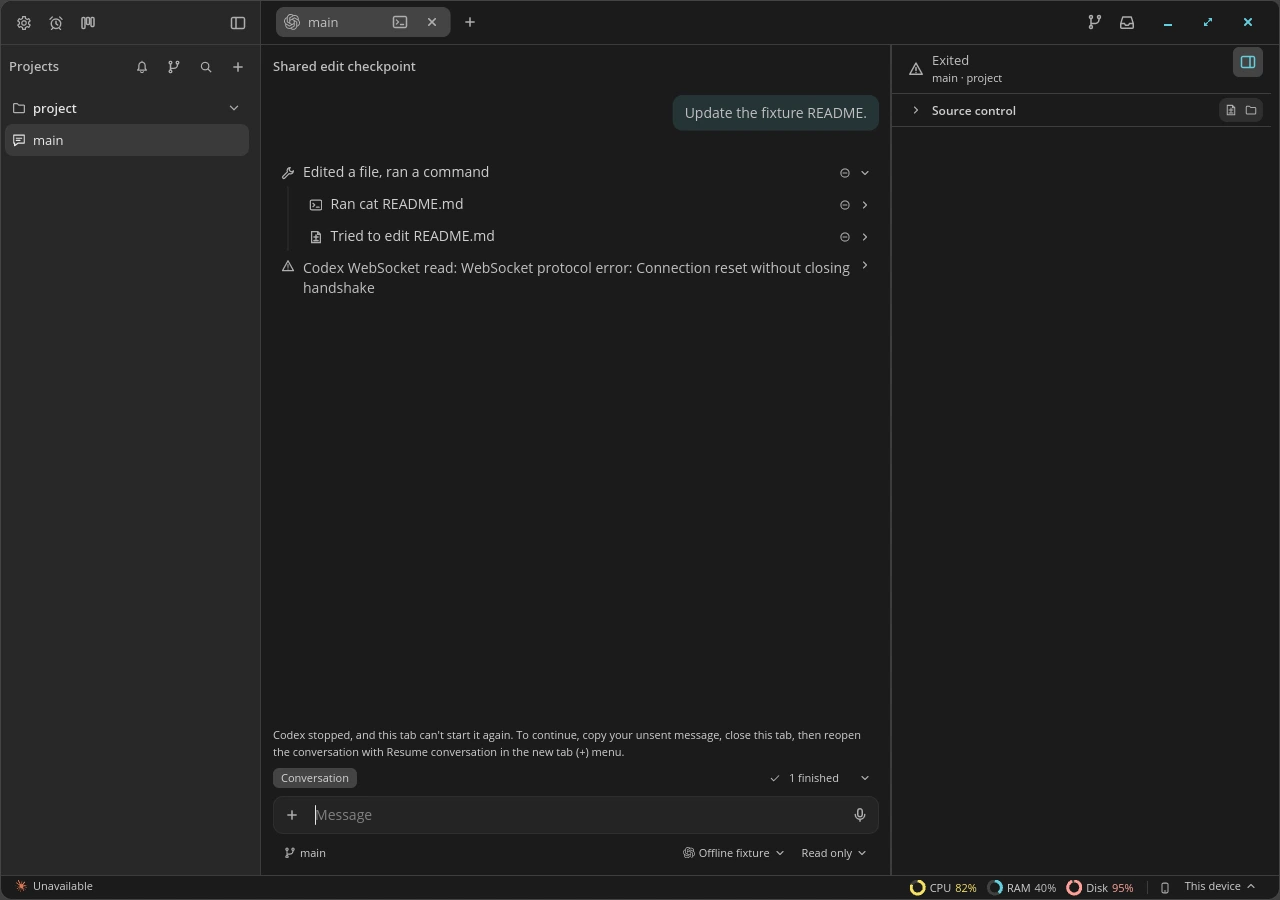 main
Projects
Shared edit checkpoint
Exited
main · project
project
main
Source control
Update the fixture README.
Edited a file, ran a command
Ran cat README.md
Tried to edit README.md
Codex WebSocket read: WebSocket protocol error: Connection reset without closing
handshake
Codex stopped, and this tab can't start it again. To continue, copy your unsent message, close this tab, then reopen
the conversation with Resume conversation in the new tab (+) menu.
Conversation
1 finished
Message
main
Offline fixture
Read only
Unavailable
CPU 82%
RAM 40%
Disk 95%
This device